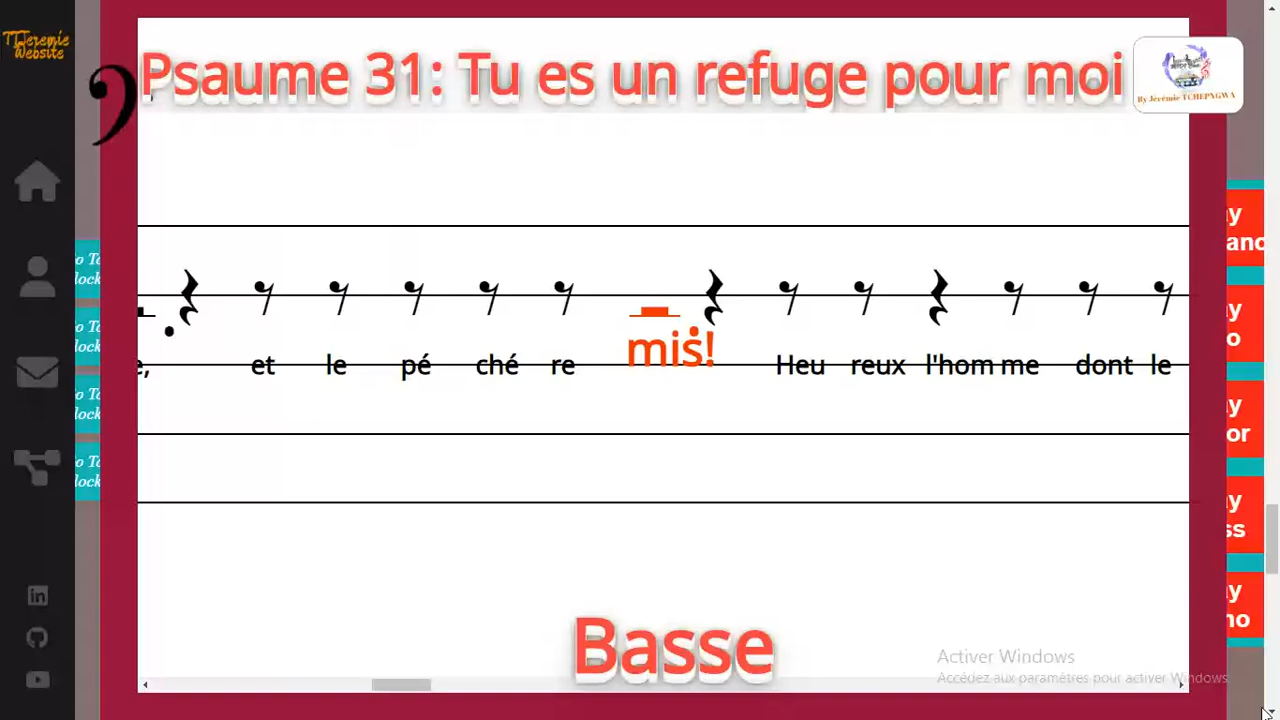 TTJeremie
Website
Psaume 31: Tu es un refuge pour moi
By Jérémie TCHEPNGWA
e, et le pé ché re mis! Heu reux l'hom me dont le
Basse
Activer Windows
Accédez aux paramètres pour activer Windows.